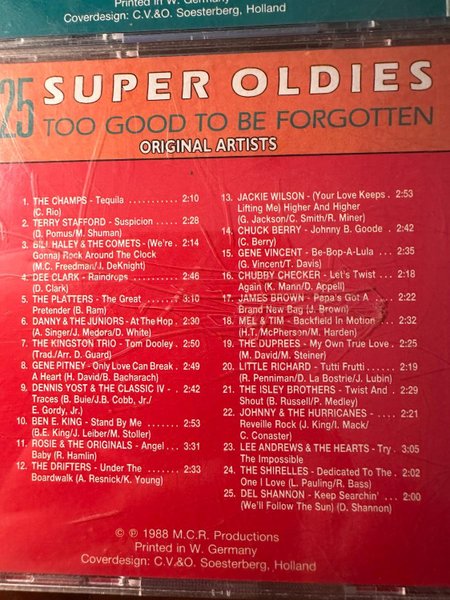 Printed in W. Germany
Coverdesign: C.V.&O. Soesterberg, Holland
25 SUPER OLDIES
TOO GOOD TO BE FORGOTTEN
ORIGINAL ARTISTS
1. THE CHAMPS - Tequila ........... 2:10
(C. Rio)
2. TERRY STAFFORD - Suspicion .. 2:28
(D. Pomus/M. Shuman)
3. BILL HALEY & THE COMETS - (We're . 2:14
Gonna) Rock Around The Clock
(M.C. Freedman/J. DeKnight)
4. DEE CLARK - Raindrops ......... 2:46
(D. Clark)
5. THE PLATTERS - The Great ..... 3:10
Pretender (B. Ram)
6. DANNY & THE JUNIORS - At The Hop . 2:30
(A. Singer/J. Medora/D. White)
7. THE KINGSTON TRIO - Tom Dooley . 2:50
(Trad./Arr. D. Guard)
8. GENE PITNEY - Only Love Can Break . 2:49
A Heart (H. David/B. Bacharach)
9. DENNIS YOST & THE CLASSIC IV - ... 2:42
Traces (B. Buie/J.B. Cobb, Jr./
E. Gordy, Jr.)
10. BEN E. KING - Stand By Me ........ 2:53
(B.E. King/J. Leiber/M. Stoller)
11. ROSIE & THE ORIGINALS - Angel .. 3:31
Baby (R. Hamlin)
12. THE DRIFTERS - Under The ........ 2:33
Boardwalk (A. Resnick/K. Young)
13. JACKIE WILSON - (Your Love Keeps . 2:53
Lifting Me) Higher And Higher
(G. Jackson/C. Smith/R. Miner)
14. CHUCK BERRY - Johnny B. Goode . 2:42
(C. Berry)
15. GENE VINCENT - Be-Bop-A-Lula ... 2:35
(G. Vincent/T. Davis)
16. CHUBBY CHECKER - Let's Twist ... 2:18
Again (K. Mann/D. Appell)
17. JAMES BROWN - Papa's Got A .... 2:22
Brand New Bag (J. Brown)
18. MEL & TIM - Backfield In Motion ... 2:32
(H.T. McPherson/M. Harden)
19. THE DUPREES - My Own True Love . 2:25
(M. David/M. Steiner)
20. LITTLE RICHARD - Tutti Frutti ...... 2:19
(R. Penniman/D. La Bostrie/J. Lubin)
21. THE ISLEY BROTHERS - Twist And . 2:29
Shout (B. Russell/P. Medley)
22. JOHNNY & THE HURRICANES - .... 2:21
Reveille Rock (J. King/I. Mack/
C. Conaster)
23. LEE ANDREWS & THE HEARTS - Try . 3:05
The Impossible
24. THE SHIRELLES - Dedicated To The . 2:02
One I Love (L. Pauling/R. Bass)
25. DEL SHANNON - Keep Searchin' ... 2:00
(We'll Follow The Sun) (D. Shannon)
© ℗ 1988 M.C.R. Productions
Printed in W. Germany
Coverdesign: C.V.&O. Soesterberg, Holland